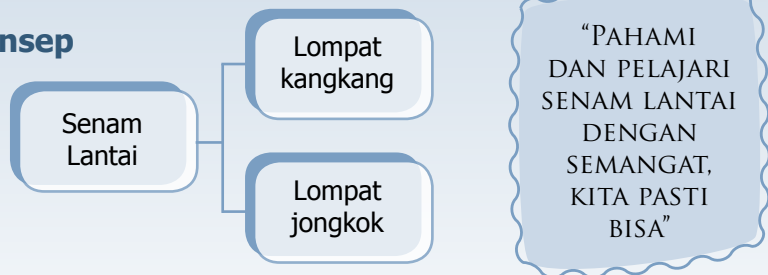 nsep
Lompat
kangkang
Senam
Lantai
Lompat
jongkok
“PAHAMI
DAN PELAJARI
SENAM LANTAI
DENGAN
SEMANGAT,
KITA PASTI
BISA”